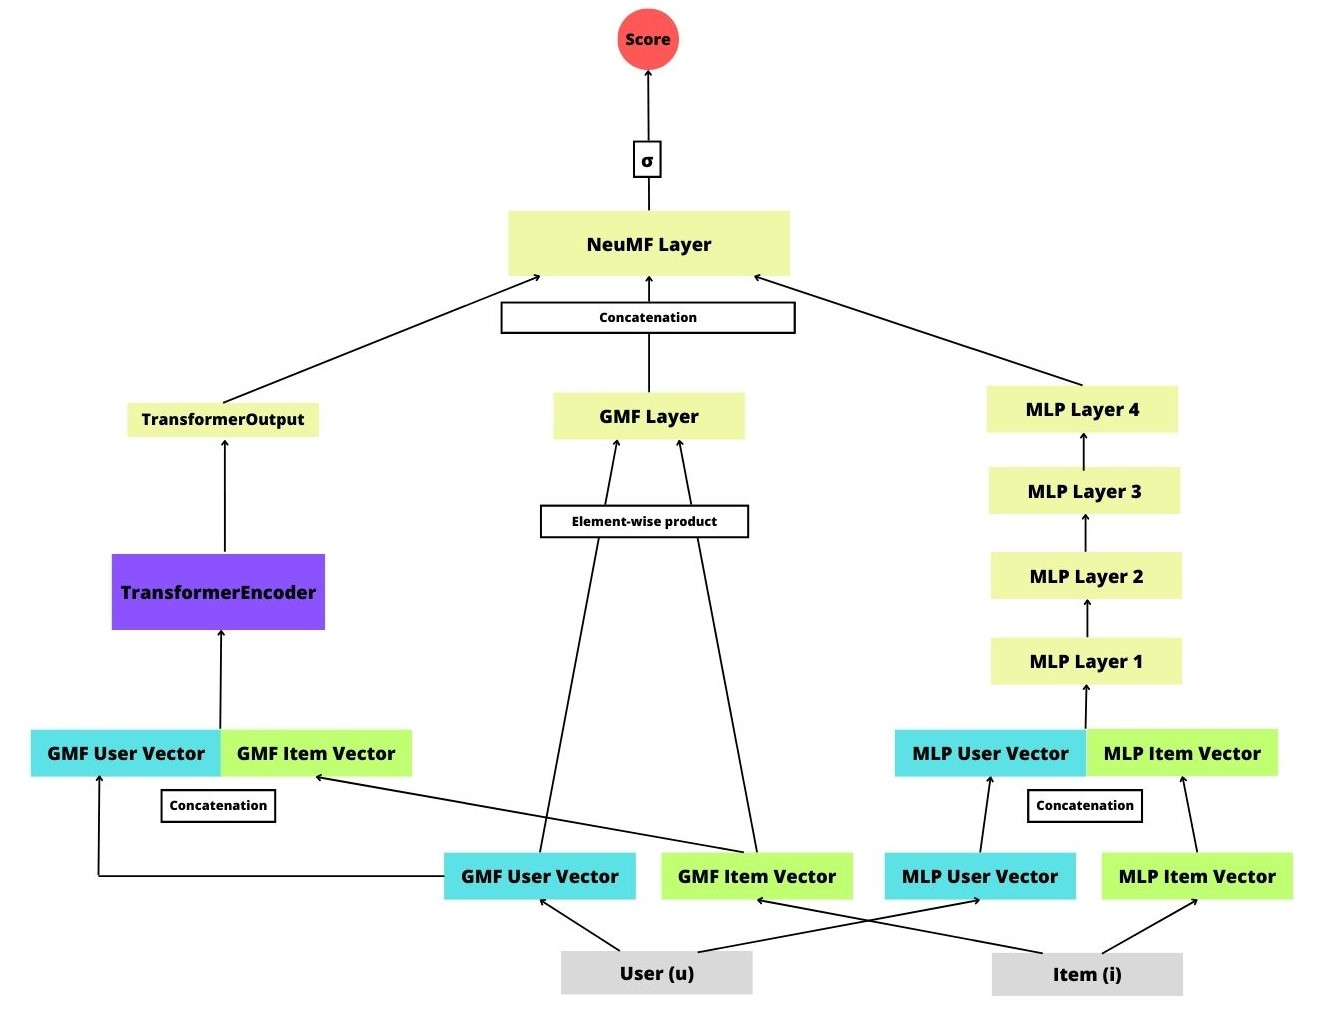 Score
σ
NeuMF Layer
Concatenation
TransformerOutput
GMF Layer
MLP Layer 4
MLP Layer 3
Element-wise product
TransformerEncoder
MLP Layer 2
MLP Layer 1
GMF User Vector
GMF Item Vector
MLP User Vector
MLP Item Vector
Concatenation
Concatenation
GMF User Vector
GMF Item Vector
MLP User Vector
MLP Item Vector
User (u)
Item (i)